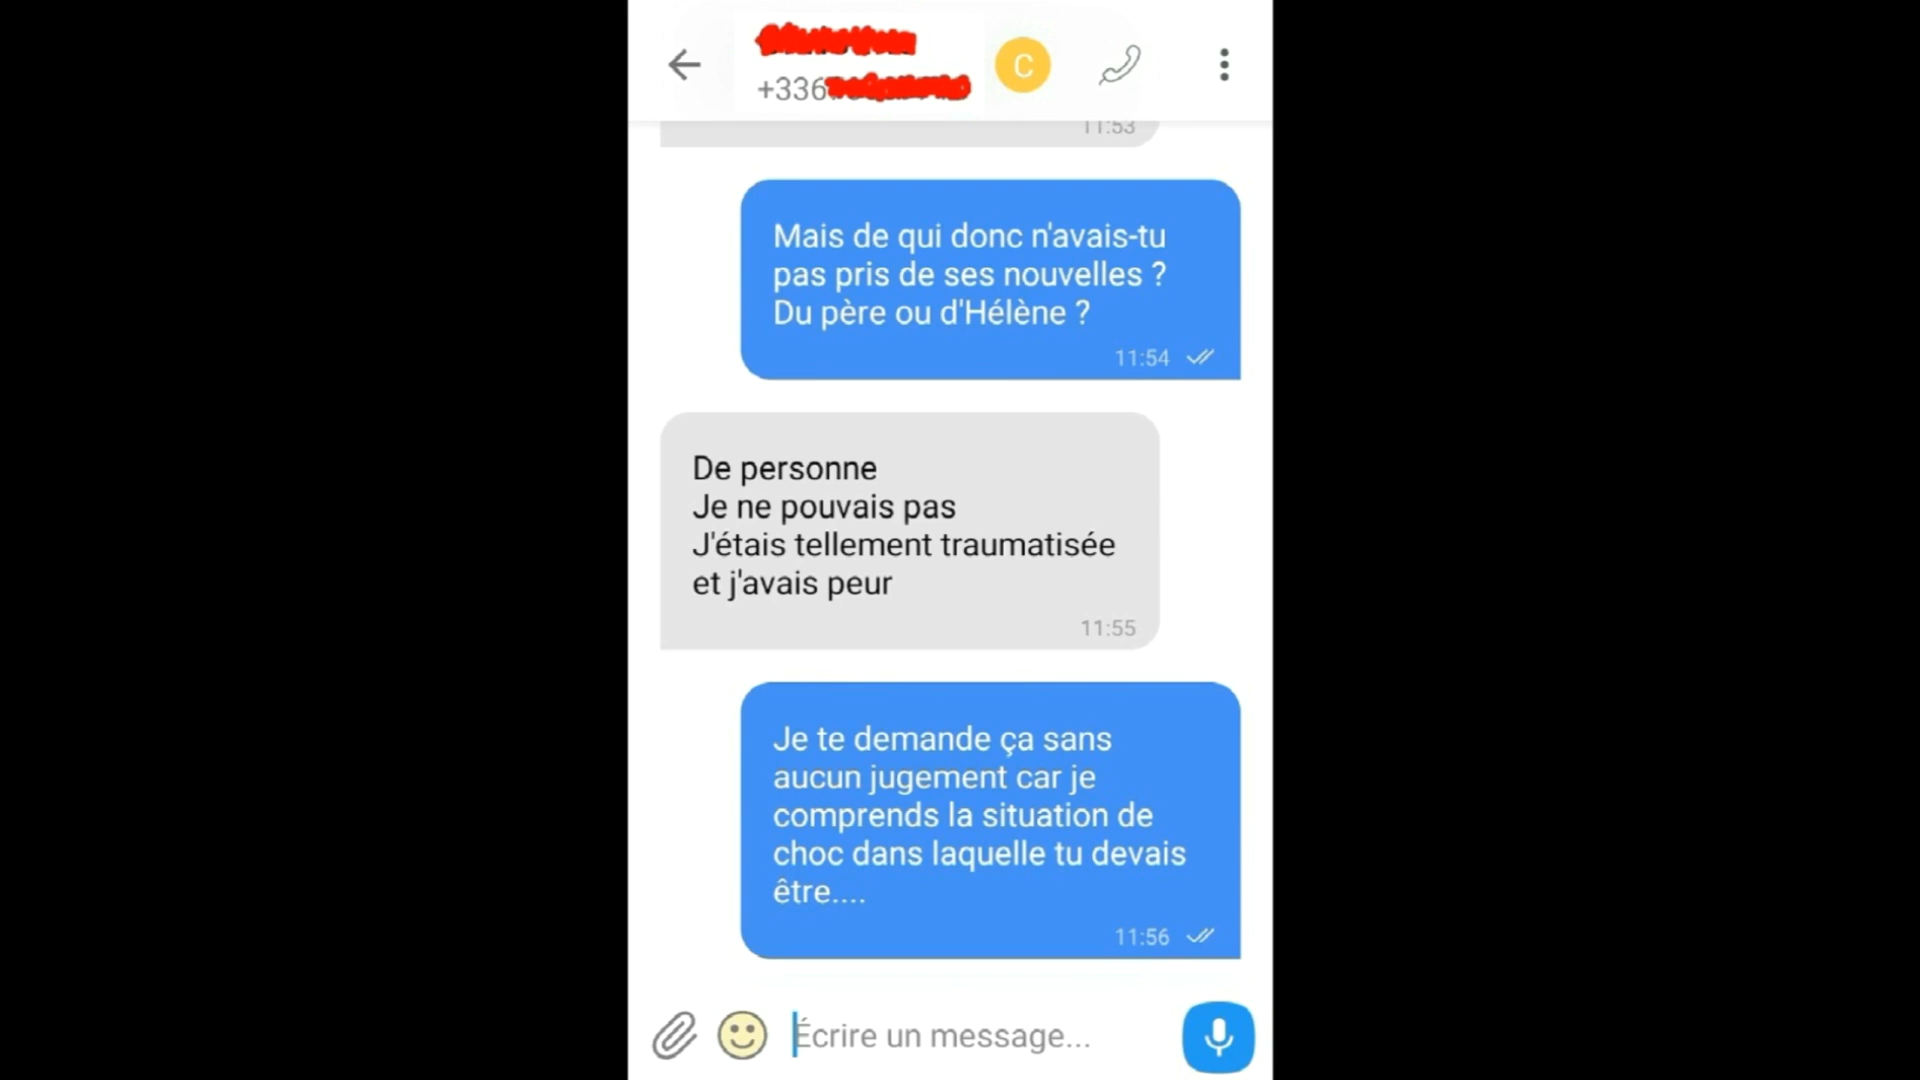 +336
C
11:53
Mais de qui donc n'avais-tu
pas pris de ses nouvelles ?
Du père ou d'Hélène ?
11:54
De personne
Je ne pouvais pas
J'étais tellement traumatisée
et j'avais peur
11:55
Je te demande ça sans
aucun jugement car je
comprends la situation de
choc dans laquelle tu devais
être....
11:56
Écrire un message...